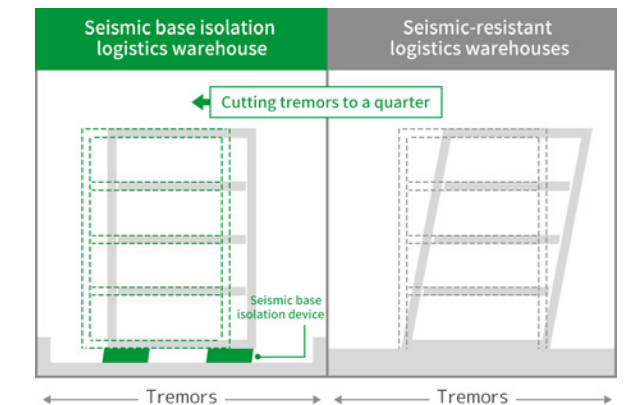 Seismic base isolation
logistics warehouse
Seismic-resistant
logistics warehouses
Cutting tremors to a quarter
Seismic base
isolation device
Tremors
Tremors